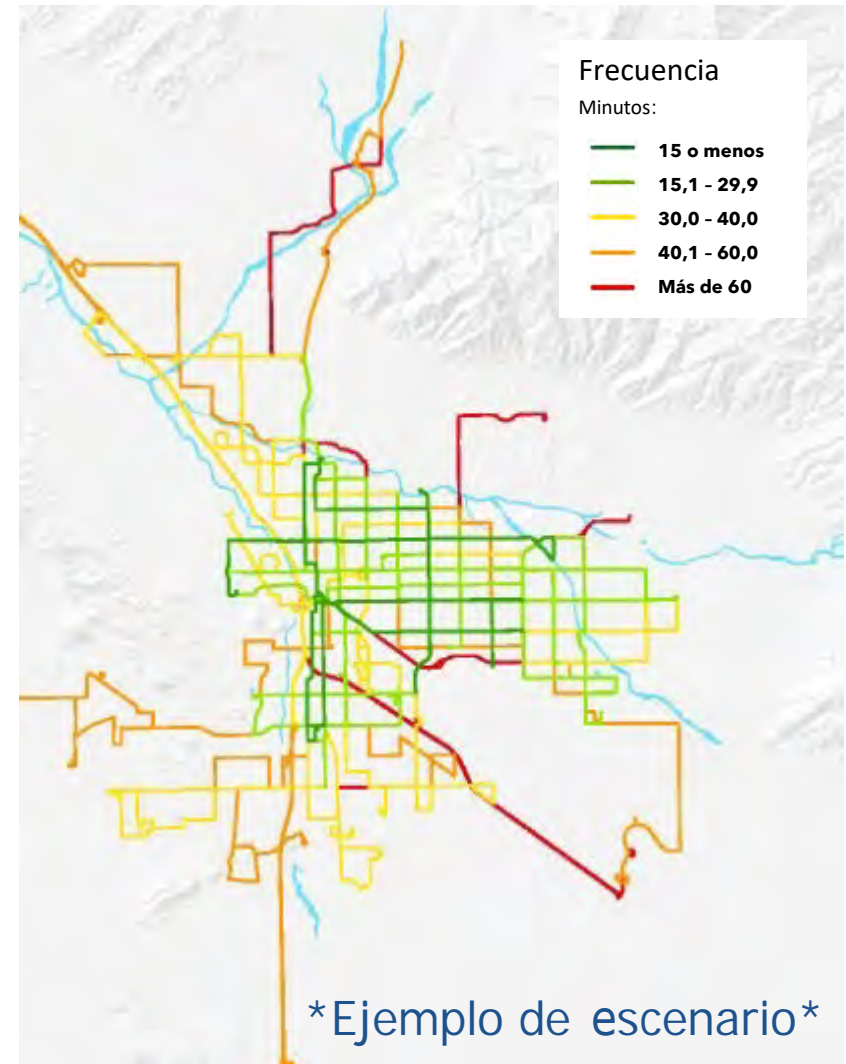 Frecuencia
Minutos:
15 o menos
15,1 – 29,9
30,0 – 40,0
40,1 – 60,0
Más de 60
*Ejemplo de escenario*